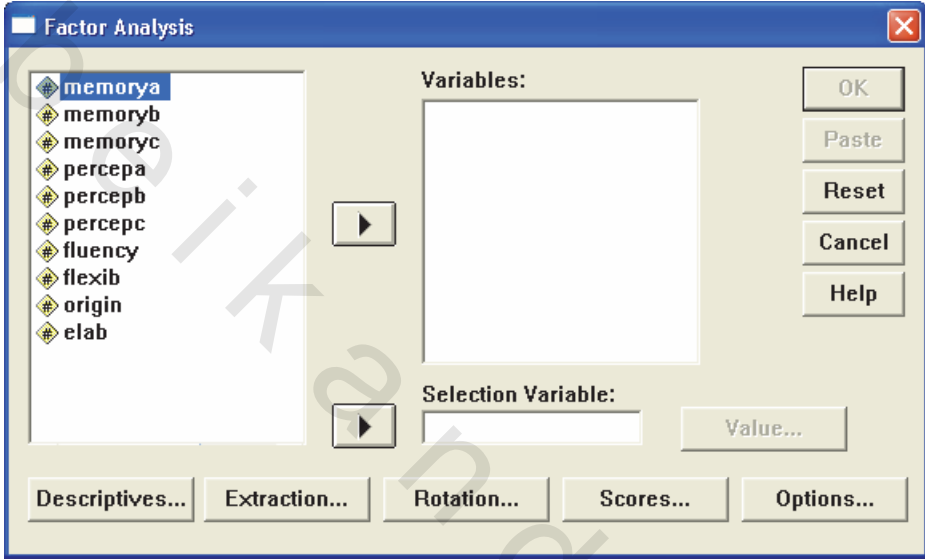 Factor Analysis
memorya
memoryb
memoryc
percepa
percepb
percepc
fluency
flexib
origin
elab
Variables:
Selection Variable:
Value...
OK
Paste
Reset
Cancel
Help
Descriptives...
Extraction...
Rotation...
Scores...
Options...